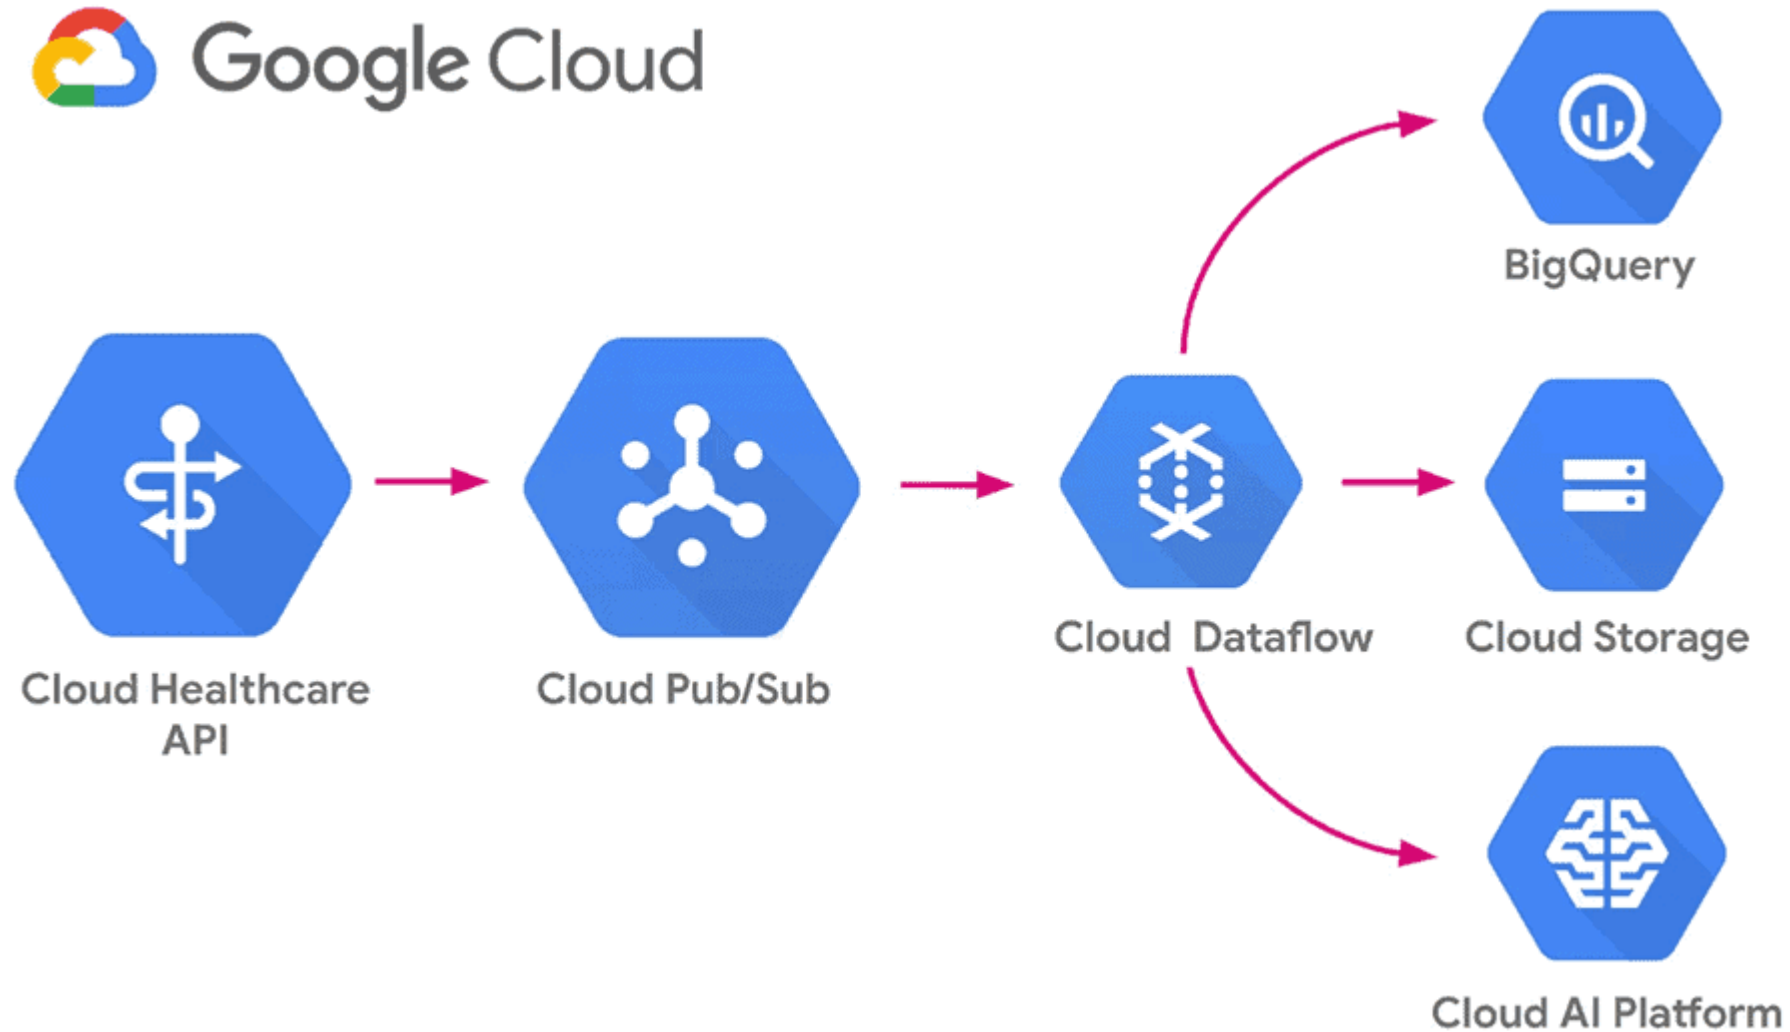 Google Cloud
BigQuery
Cloud Healthcare
API
Cloud Pub/Sub
Cloud Dataflow
Cloud Storage
Cloud AI Platform